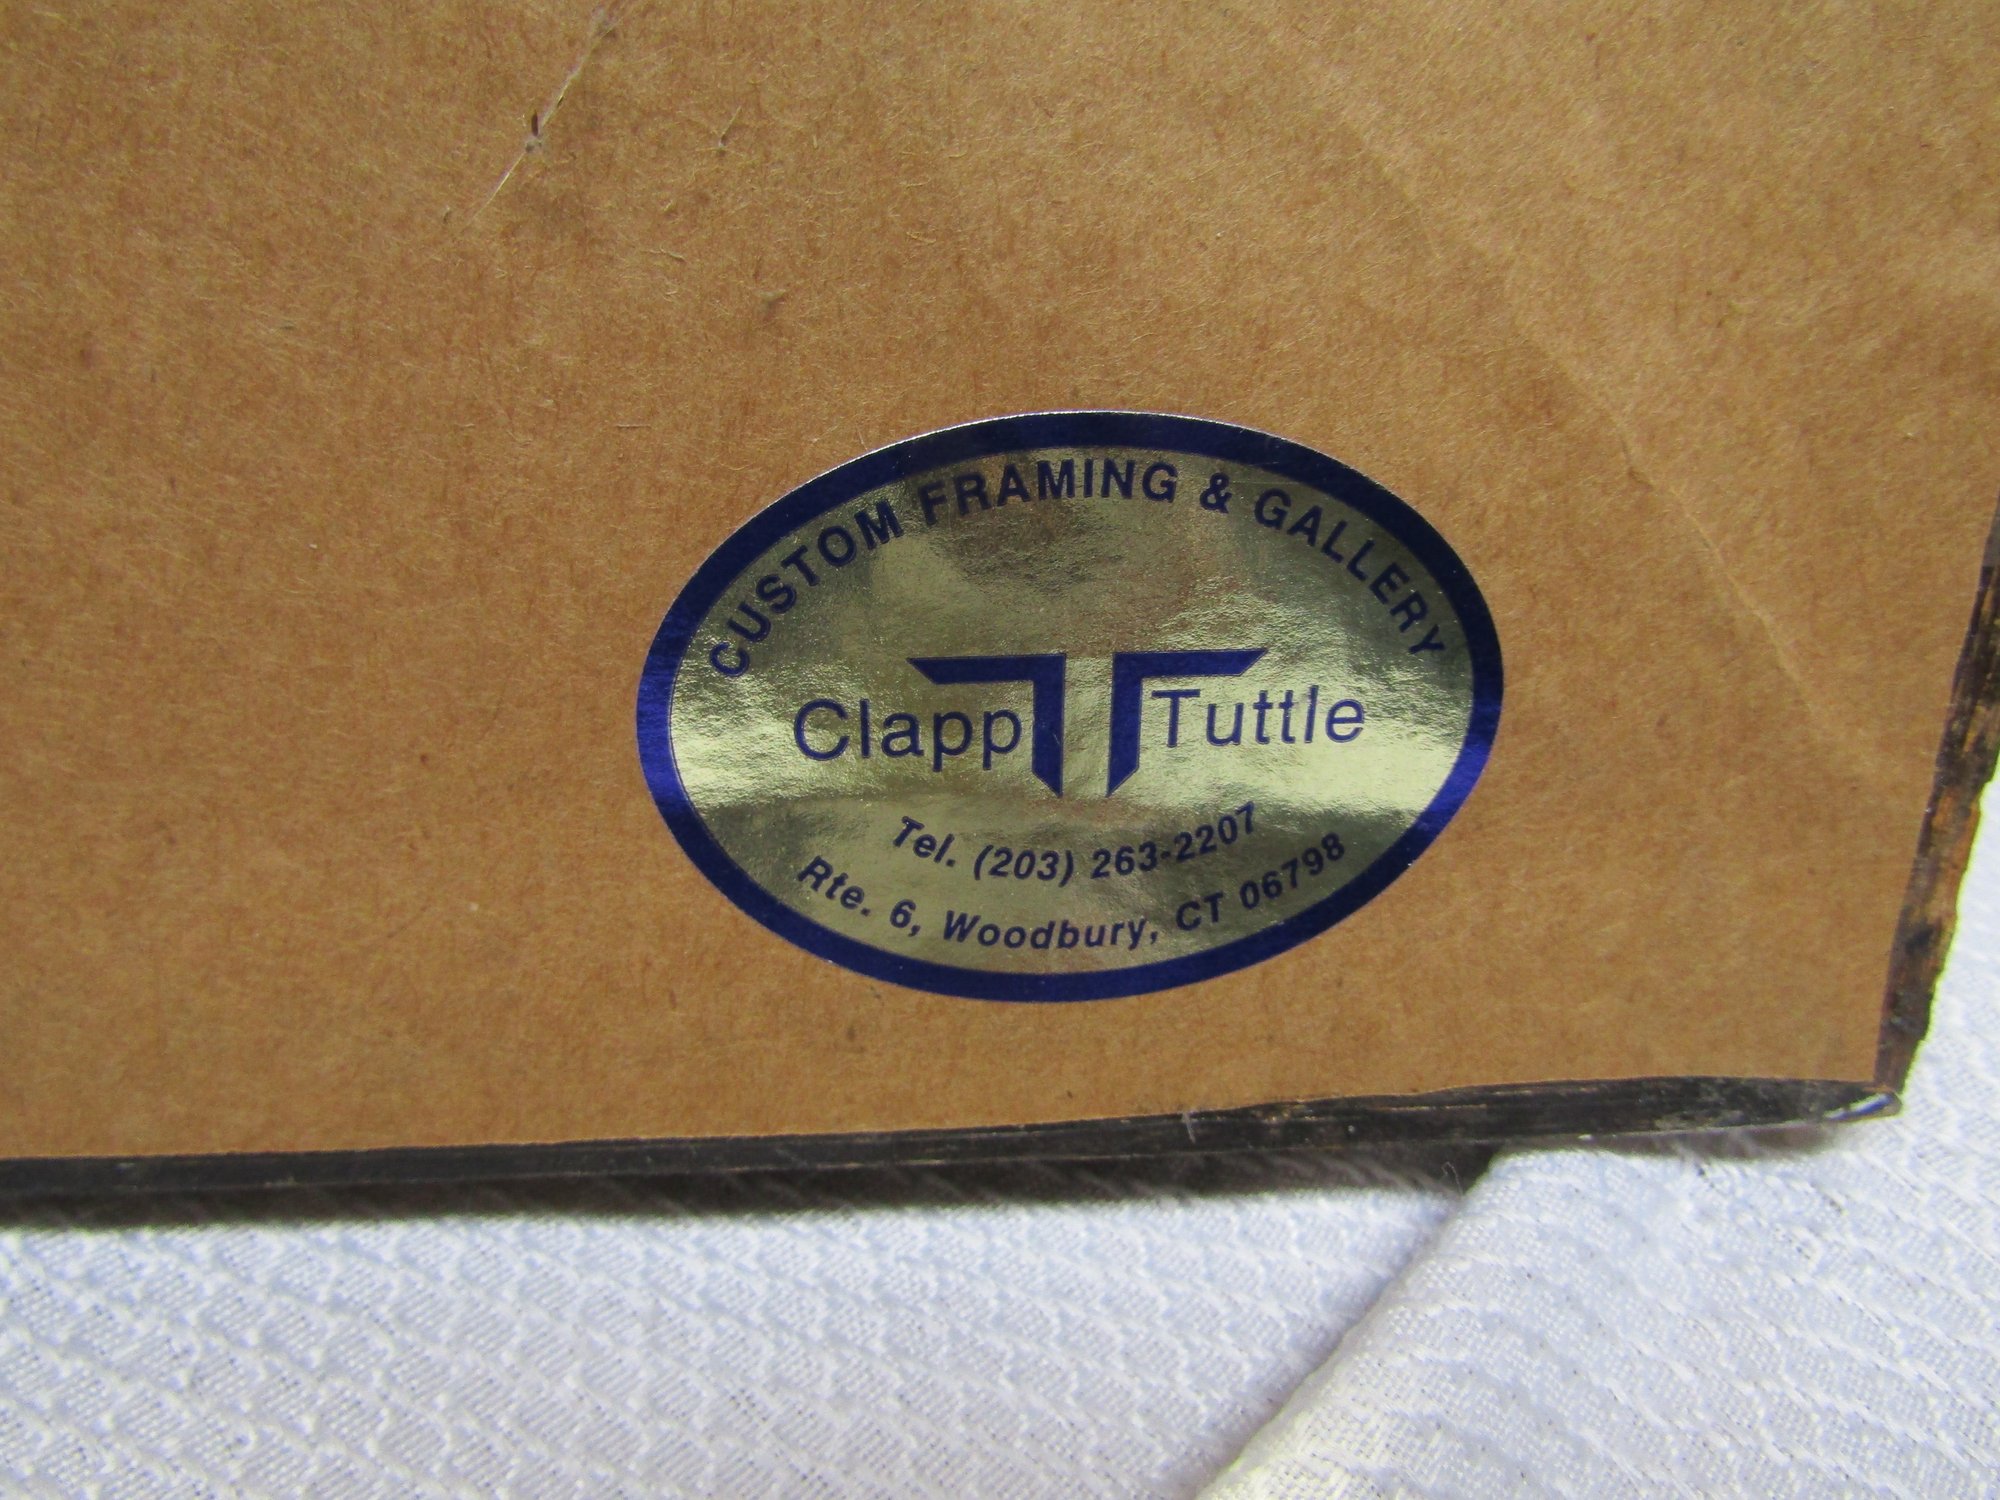 CUSTOM FRAMING & GALLERY
Clapp Tuttle
Tel. (203) 263-2207
Rte. 6, Woodbury, CT 06798